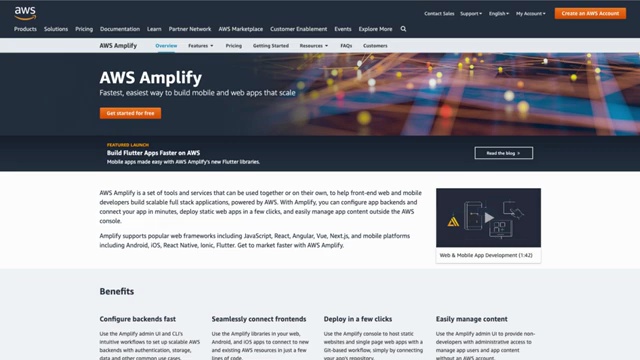 aws
Contact Sales Support English My Account Create an AWS Account
Products Solutions Pricing Documentation Learn Partner Network AWS Marketplace Customer Enablement Events Explore More
AWS Amplify Overview Features Pricing Getting Started Resources FAQs Customers
AWS Amplify
Fastest, easiest way to build mobile and web apps that scale
Get started for free
FEATURED LAUNCH
Build Flutter Apps Faster on AWS
Mobile apps made easy with AWS Amplify's new Flutter libraries.
Read the blog >
AWS Amplify is a set of tools and services that can be used together or on their own, to help front-end web and mobile
developers build scalable full stack applications, powered by AWS. With Amplify, you can configure app backends and
connect your app in minutes, deploy static web apps in a few clicks, and easily manage app content outside the AWS
console.
Amplify supports popular web frameworks including JavaScript, React, Angular, Vue, Next.js, and mobile platforms
including Android, iOS, React Native, Ionic, Flutter. Get to market faster with AWS Amplify.
Web & Mobile App Development (1:42)
Benefits
Configure backends fast
Use the Amplify admin UI and CLI's
intuitive workflows to set up scalable AWS
backends with authentication, storage,
data and other common use cases.
Seamlessly connect frontends
Use the Amplify libraries in your web,
Android, and iOS apps to connect to new
and existing AWS resources in just a few
lines of code.
Deploy in a few clicks
Use the Amplify console to host static
websites and single page web apps with a
Git-based workflow, simply by connecting
your app's repository.
Easily manage content
Use the Amplify admin UI to provide non-
developers with administrative access to
manage app users and app content
without an AWS account.